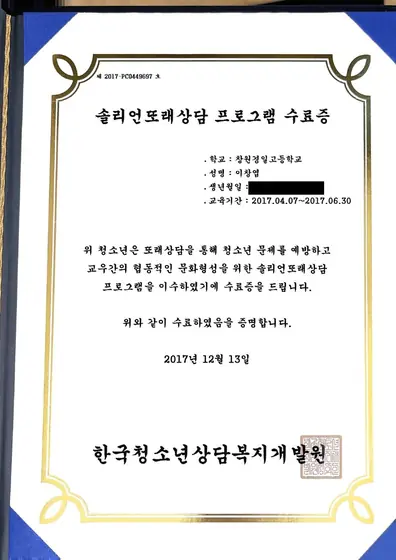 제 2017-PC0449697 호
솔리언또래상담 프로그램 수료증
. 학교 : 창원경일고등학교
. 성명 : 이창엽
. 생년월일 :
. 교육기간 : 2017.04.07~2017.06.30
위 청소년은 또래상담을 통해 청소년 문제를 예방하고
교우간의 협동적인 문화형성을 위한 솔리언또래상담
프로그램을 이수하였기에 수료증을 드립니다.
위와 같이 수료하였음을 증명합니다.
2017년 12월 13일
한국청소년상담복지개발원